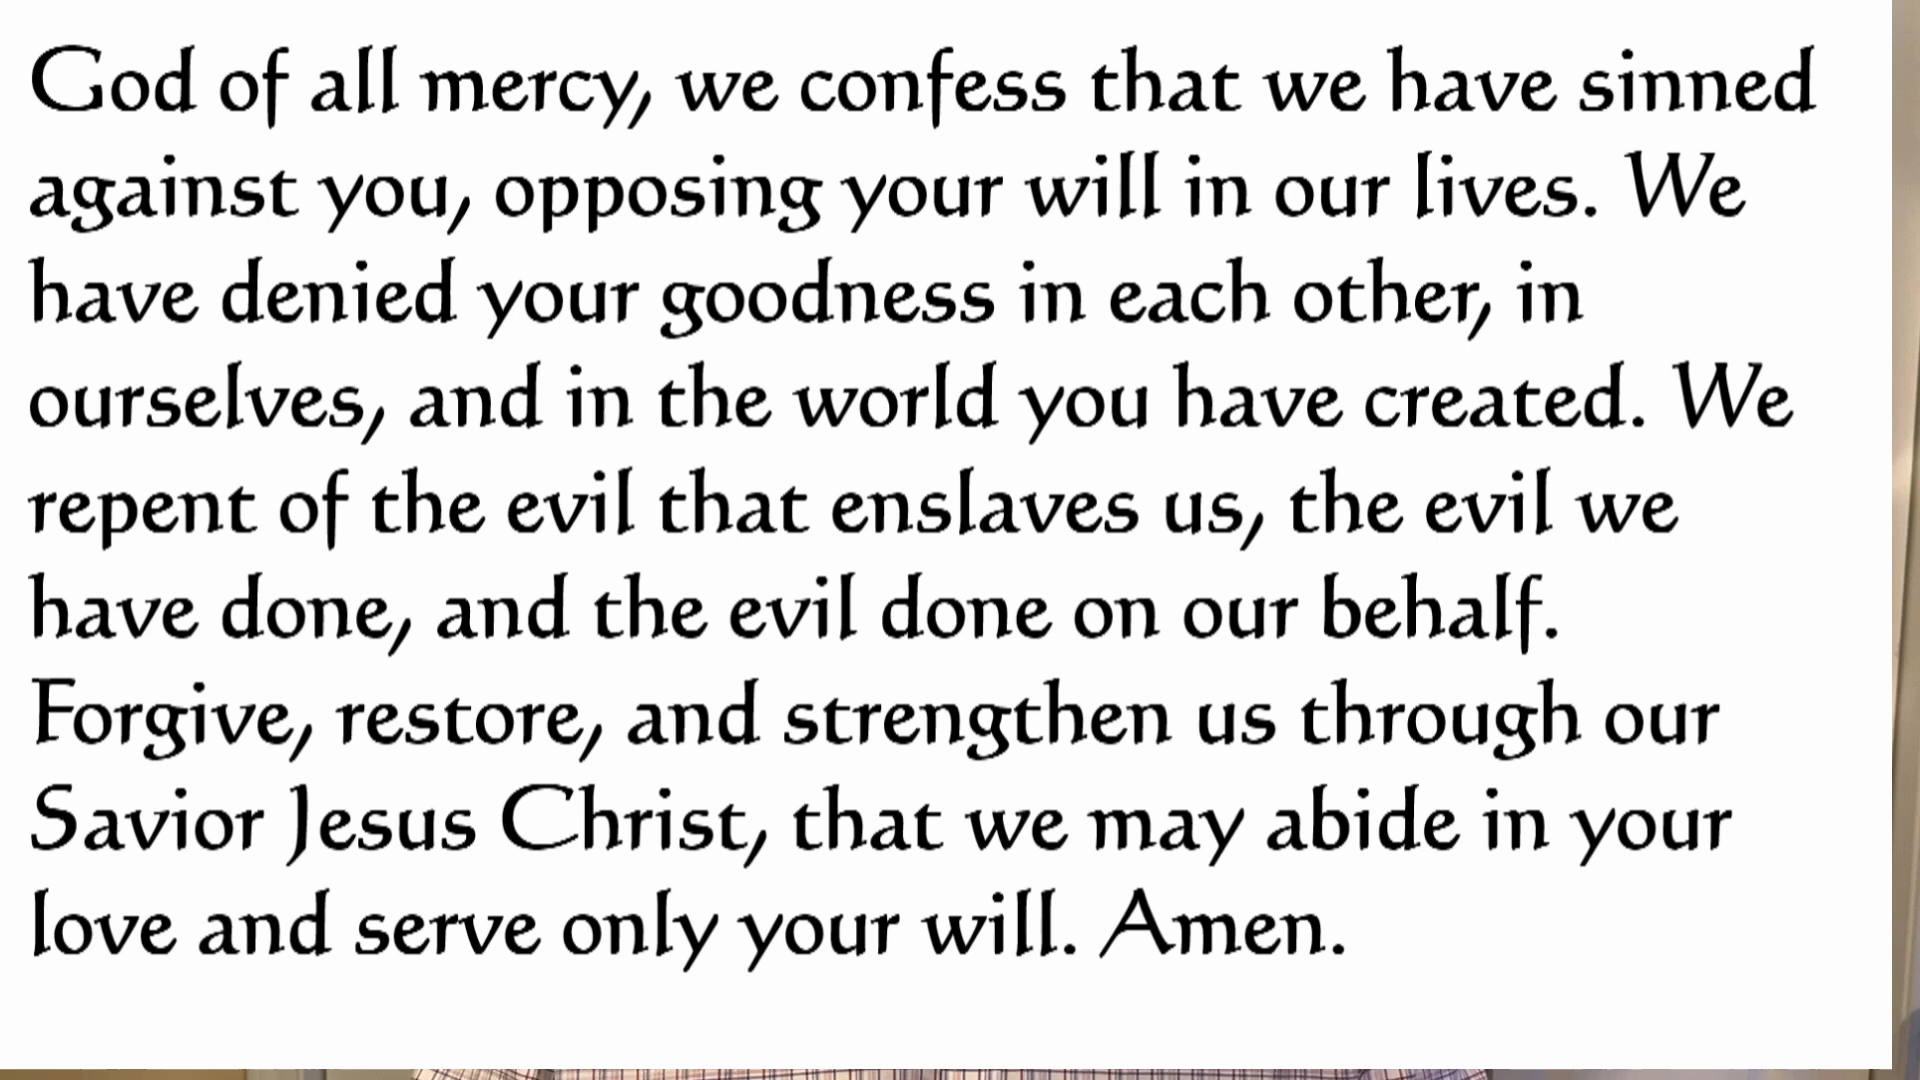 God of all mercy, we confess that we have sinned
against you, opposing your will in our lives. We
have denied your goodness in each other, in
ourselves, and in the world you have created. We
repent of the evil that enslaves us, the evil we
have done, and the evil done on our behalf.
Forgive, restore, and strengthen us through our
Savior Jesus Christ, that we may abide in your
love and serve only your will. Amen.